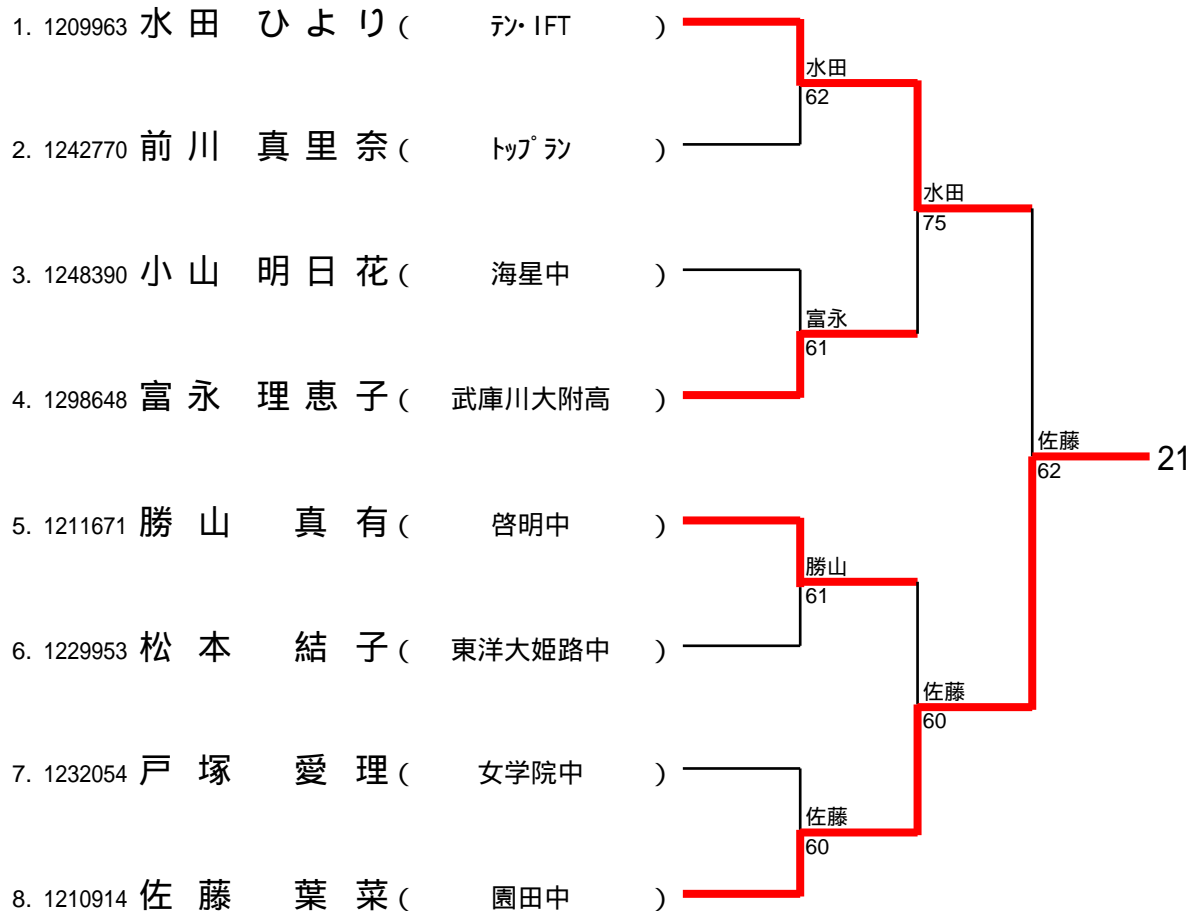 1. 1209963 水田 ひより ( テン・IFT )
水田
62
2. 1242770 前川 真里奈 ( トップラン )
水田
75
3. 1248390 小山 明日花 ( 海星中 )
富永
61
4. 1298648 富永 理恵子 ( 武庫川大附高 )
佐藤
62
21
5. 1211671 勝山 真有 ( 啓明中 )
勝山
61
6. 1229953 松本 結子 ( 東洋大姫路中 )
佐藤
60
7. 1232054 戸塚 愛理 ( 女学院中 )
佐藤
60
8. 1210914 佐藤 葉菜 ( 園田中 )